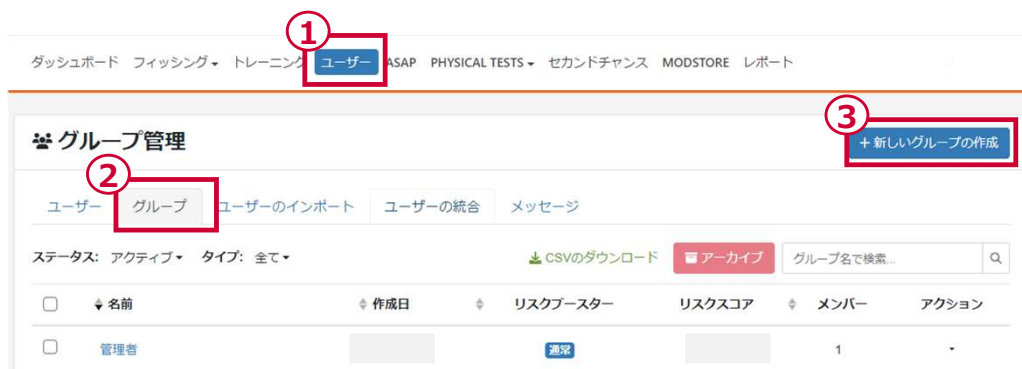 ①
ダッシュボード フィッシング トレーニング ユーザー ASAP PHYSICAL TESTS セカンドチャンス MODSTORE レポート
③
グループ管理 +新しいグループの作成
②
ユーザー グループ ユーザーのインポート ユーザーの統合 メッセージ
ステータス: アクティブ タイプ: 全て CSVのダウンロード アーカイブ グループ名で検索...
名前 作成日 リスクブースター リスクスコア メンバー アクション
管理者 通常 1